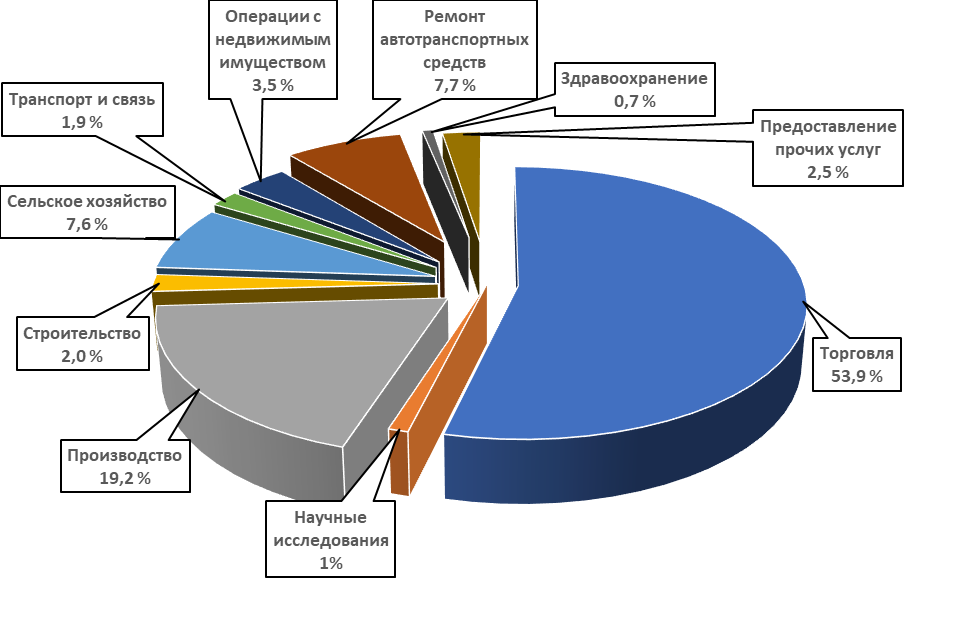 Операции с
недвижимым
имуществом
3,5 %
Ремонт
автотранспортных
средств
7,7 %
Здравоохранение
0,7 %
Предоставление
прочих услуг
2,5 %
Транспорт и связь
1,9 %
Сельское хозяйство
7,6 %
Строительство
2,0 %
Торговля
53,9 %
Производство
19,2 %
Научные
исследования
1%